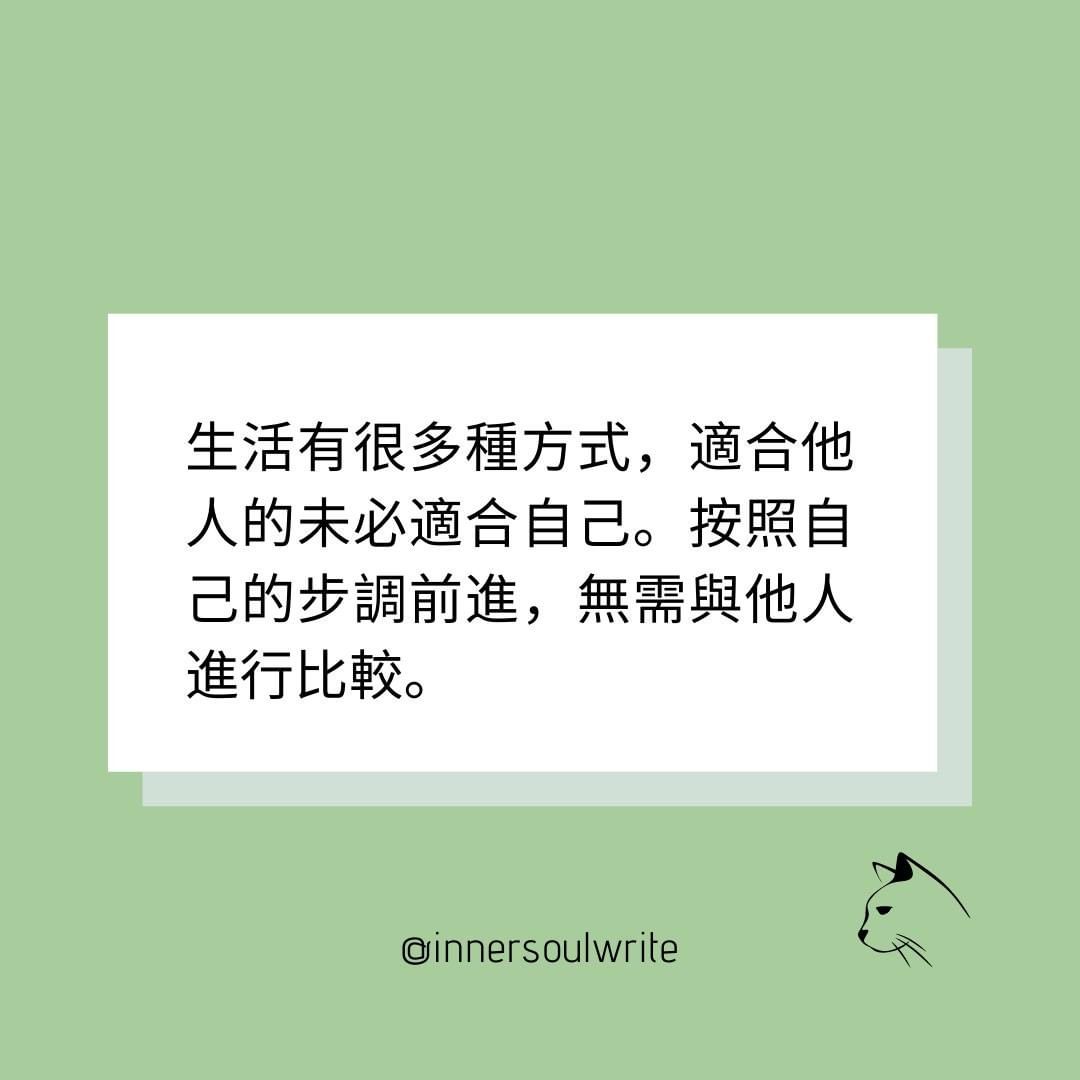 生活有很多種方式，適合他
人的未必適合自己。按照自
己的步調前進，無需與他人
進行比較。
@innersoulwrite